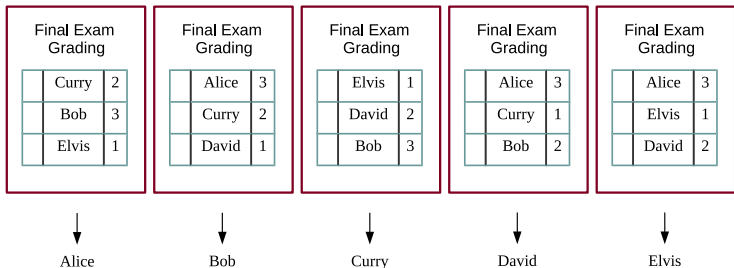 Final Exam
Grading
Curry 2
Bob 3
Elvis 1
Alice
Final Exam
Grading
Alice 3
Curry 2
David 1
Bob
Final Exam
Grading
Elvis 1
David 2
Bob 3
Curry
Final Exam
Grading
Alice 3
Curry 1
Bob 2
David
Final Exam
Grading
Alice 3
Elvis 1
David 2
Elvis